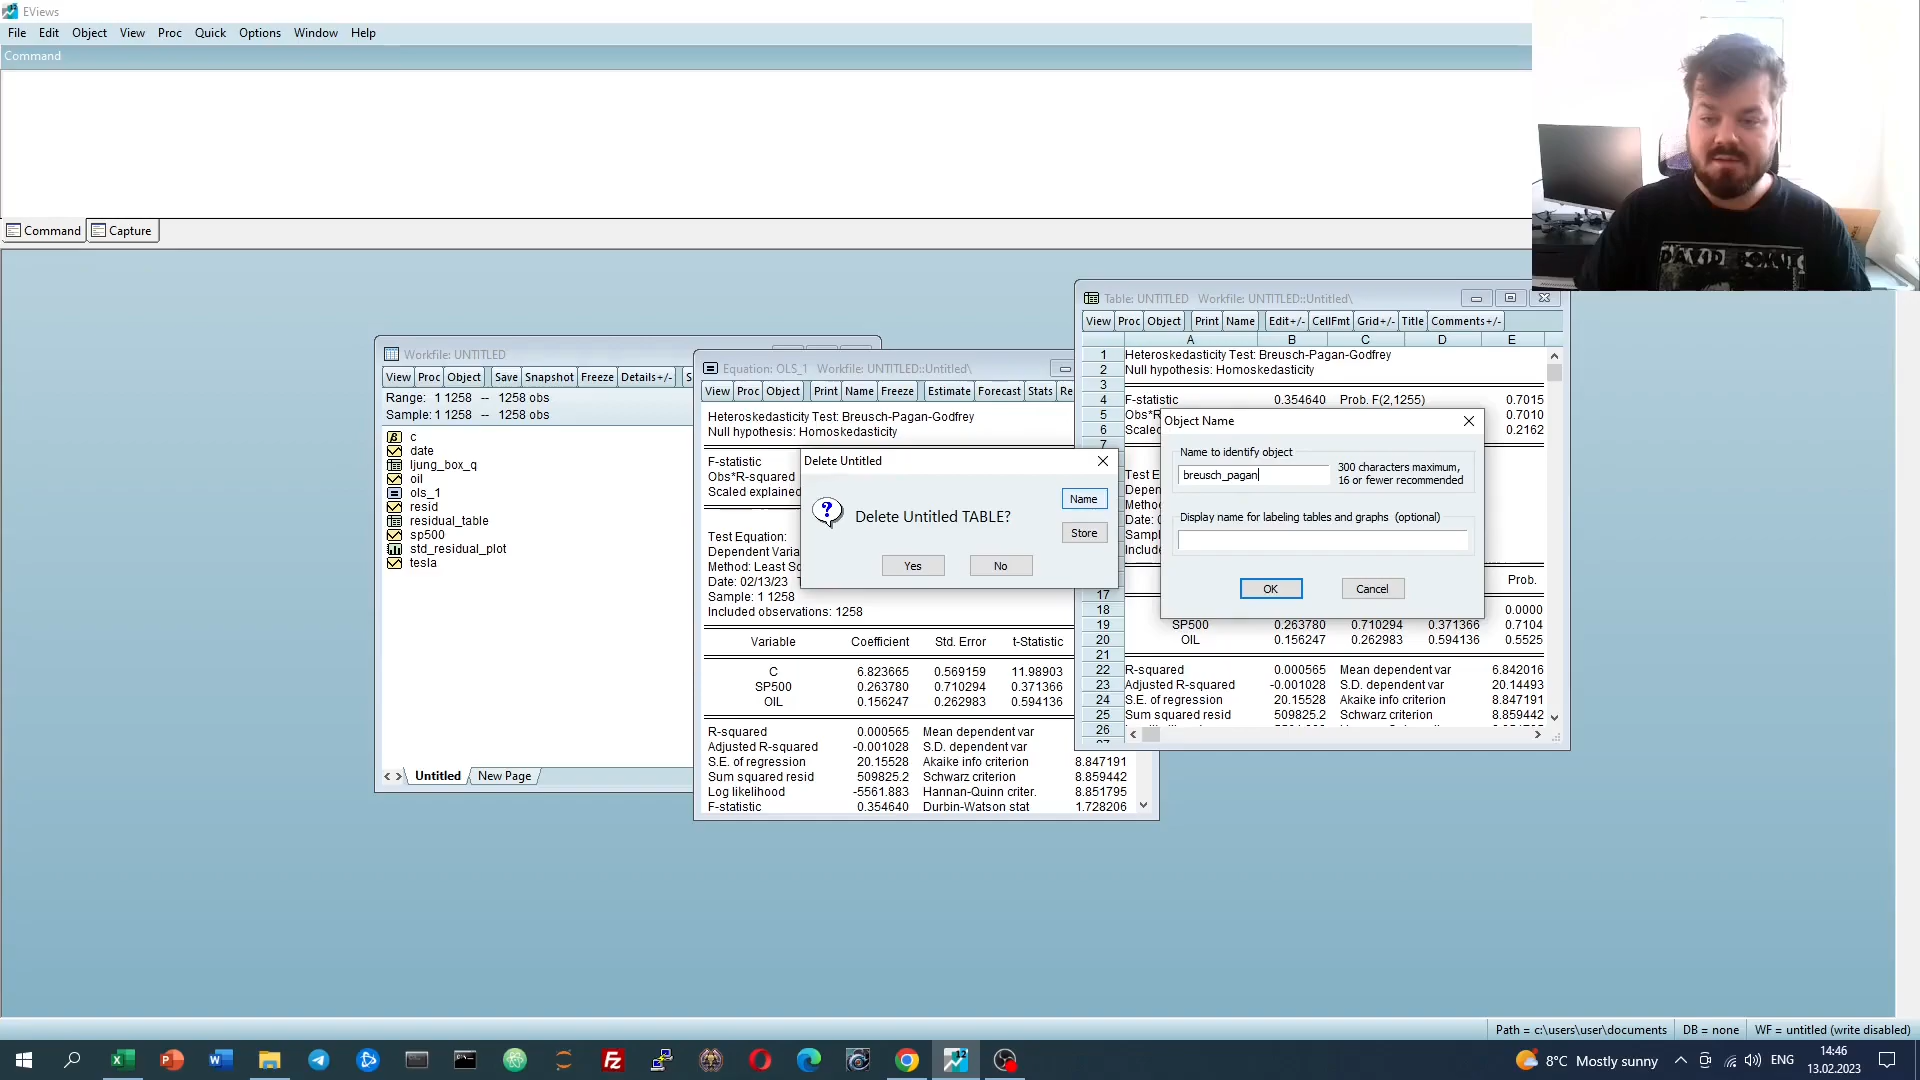 EViews
File Edit Object View Proc Quick Options Window Help
Command
Command Capture
Workfile: UNTITLED
View Proc Object Save Snapshot Freeze Details+/-
Range: 1 1258 -- 1258 obs
Sample: 1 1258 -- 1258 obs
c
date
ljung_box_q
oil
ols_1
resid
residual_table
sp500
std_residual_plot
tesla
Untitled New Page
Equation: OLS_1 Workfile: UNTITLED::Untitled\
View Proc Object Print Name Freeze Estimate Forecast Stats
Heteroskedasticity Test: Breusch-Pagan-Godfrey
Null hypothesis: Homoskedasticity
F-statistic
Obs*R-squared
Scaled explained
Test Equation:
Method: Least
Date: 02/13/23
Sample: 1 1258
Included observations: 1258
Variable Coefficient Std. Error t-Statistic
C 6.823665 0.569159 11.98903
SP500 0.263780 0.710294 0.371366
OIL 0.156247 0.262983 0.594136
R-squared 0.000565 Mean dependent var
Adjusted R-squared -0.001028 S.D. dependent var
S.E. of regression 20.15528 Akaike info criterion 8.847191
Sum squared resid 509825.2 Schwarz criterion 8.859442
Log likelihood -5561.883 Hannan-Quinn criter. 8.851795
F-statistic 0.354640 Durbin-Watson stat 1.728206
Delete Untitled
Delete Untitled TABLE?
Name
Store
Yes No
Table: UNTITLED Workfile: UNTITLED::Untitled\
View Proc Object Print Name Edit+/- CellFmt Grid+/- Title Comments+/-
A B C D E
1 Heteroskedasticity Test: Breusch-Pagan-Godfrey
2 Null hypothesis: Homoskedasticity
3
4 F-statistic 0.354640 Prob. F(2,1255) 0.7015
5 0.7010
6 0.2162
7
Prob.
17
18 0.0000
19 SP500 0.263780 0.710294 0.371366 0.7104
20 OIL 0.156247 0.262983 0.594136 0.5525
21
22 R-squared 0.000565 Mean dependent var 6.842016
23 Adjusted R-squared -0.001028 S.D. dependent var 20.14493
24 S.E. of regression 20.15528 Akaike info criterion 8.847191
25 Sum squared resid 509825.2 Schwarz criterion 8.859442
26
Object Name
Name to identify object
breusch_pagan
300 characters maximum,
16 or fewer recommended
Display name for labeling tables and graphs (optional)
OK Cancel
Path = c:\users\user\documents DB = none WF = untitled (write disabled)
8°C Mostly sunny ENG
14:46
13.02.2023